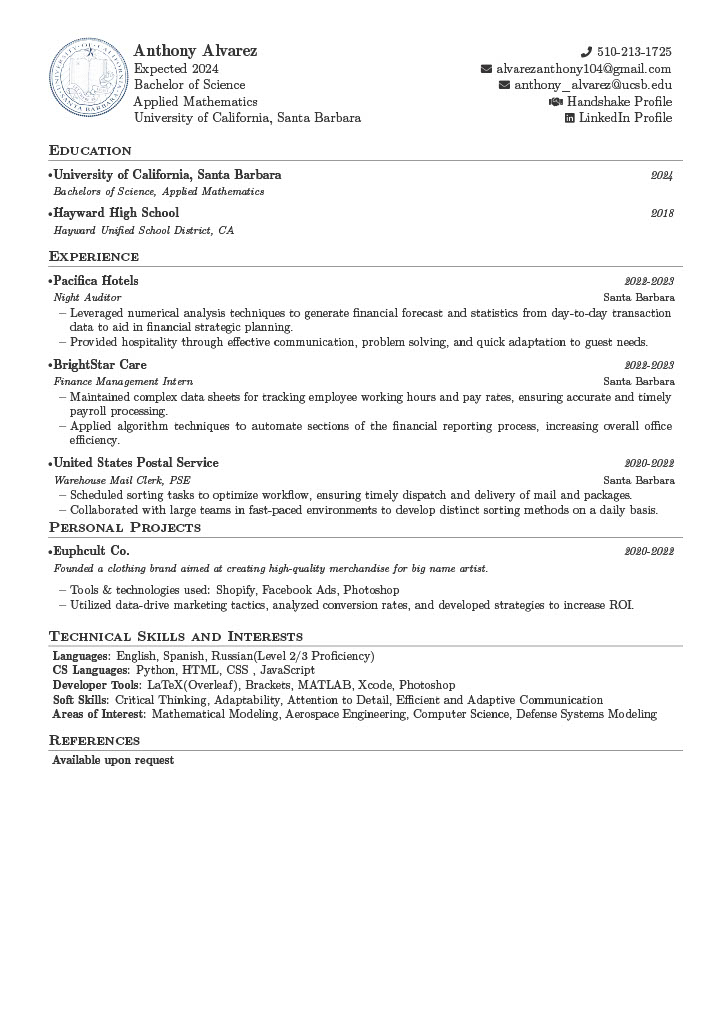 Anthony Alvarez
Expected 2024
Bachelor of Science
Applied Mathematics
University of California, Santa Barbara
510-213-1725
alvarezanthony104@gmail.com
anthony_alvarez@ucsb.edu
Handshake Profile
LinkedIn Profile
Education
•University of California, Santa Barbara 2024
Bachelors of Science, Applied Mathematics
•Hayward High School 2018
Hayward Unified School District, CA
Experience
•Pacifica Hotels 2022-2023
Night Auditor Santa Barbara
– Leveraged numerical analysis techniques to generate financial forecast and statistics from day-to-day transaction
data to aid in financial strategic planning.
– Provided hospitality through effective communication, problem solving, and quick adaptation to guest needs.
•BrightStar Care 2022-2023
Finance Management Intern Santa Barbara
– Maintained complex data sheets for tracking employee working hours and pay rates, ensuring accurate and timely
payroll processing.
– Applied algorithm techniques to automate sections of the financial reporting process, increasing overall office
efficiency.
•United States Postal Service 2020-2022
Warehouse Mail Clerk, PSE Santa Barbara
– Scheduled sorting tasks to optimize workflow, ensuring timely dispatch and delivery of mail and packages.
– Collaborated with large teams in fast-paced environments to develop distinct sorting methods on a daily basis.
Personal Projects
•Euphcult Co. 2020-2022
Founded a clothing brand aimed at creating high-quality merchandise for big name artist.
– Tools & technologies used: Shopify, Facebook Ads, Photoshop
– Utilized data-drive marketing tactics, analyzed conversion rates, and developed strategies to increase ROI.
Technical Skills and Interests
Languages: English, Spanish, Russian(Level 2/3 Proficiency)
CS Languages: Python, HTML, CSS , JavaScript
Developer Tools: LaTeX(Overleaf), Brackets, MATLAB, Xcode, Photoshop
Soft Skills: Critical Thinking, Adaptability, Attention to Detail, Efficient and Adaptive Communication
Areas of Interest: Mathematical Modeling, Aerospace Engineering, Computer Science, Defense Systems Modeling
References
Available upon request